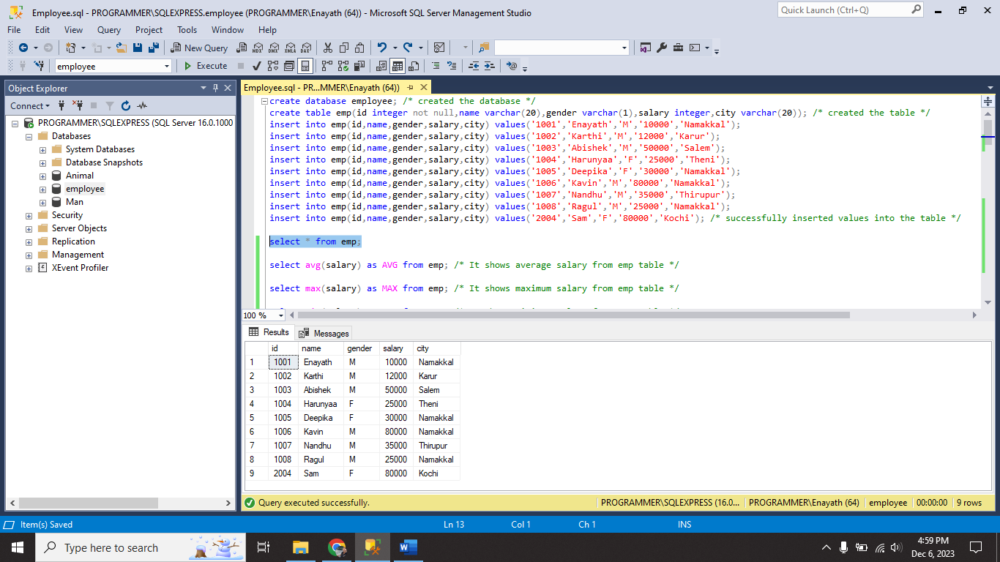 Employee.sql - PROGRAMMER\SQLEXPRESS.employee (PROGRAMMER\Enayath (64)) - Microsoft SQL Server Management Studio
Quick Launch (Ctrl+Q)
File Edit View Query Project Tools Window Help
New Query MDX DMX XMLA DAX
employee Execute
Object Explorer
Connect
PROGRAMMER\SQLEXPRESS (SQL Server 16.0.1000
Databases
System Databases
Database Snapshots
Animal
employee
Man
Security
Server Objects
Replication
Management
XEvent Profiler
Employee.sql - PR...MMER\Enayath (64))
create database employee; /* created the database */
create table emp(id integer not null,name varchar(20),gender varchar(1),salary integer,city varchar(20)); /* created the table */
insert into emp(id,name,gender,salary,city) values('1001','Enayath','M','10000','Namakkal');
insert into emp(id,name,gender,salary,city) values('1002','Karthi','M','12000','Karur');
insert into emp(id,name,gender,salary,city) values('1003','Abishek','M','50000','Salem');
insert into emp(id,name,gender,salary,city) values('1004','Harunyaa','F','25000','Theni');
insert into emp(id,name,gender,salary,city) values('1005','Deepika','F','30000','Namakkal');
insert into emp(id,name,gender,salary,city) values('1006','Kavin','M','80000','Namakkal');
insert into emp(id,name,gender,salary,city) values('1007','Nandhu','M','35000','Thirupur');
insert into emp(id,name,gender,salary,city) values('1008','Ragul','M','25000','Namakkal');
insert into emp(id,name,gender,salary,city) values('2004','Sam','F','80000','Kochi'); /* successfully inserted values into the table */
select * from emp;
select avg(salary) as AVG from emp; /* It shows average salary from emp table */
select max(salary) as MAX from emp; /* It shows maximum salary from emp table */
100 %
Results Messages
id name gender salary city
1 1001 Enayath M 10000 Namakkal
2 1002 Karthi M 12000 Karur
3 1003 Abishek M 50000 Salem
4 1004 Harunyaa F 25000 Theni
5 1005 Deepika F 30000 Namakkal
6 1006 Kavin M 80000 Namakkal
7 1007 Nandhu M 35000 Thirupur
8 1008 Ragul M 25000 Namakkal
9 2004 Sam F 80000 Kochi
Query executed successfully. PROGRAMMER\SQLEXPRESS (16.0... PROGRAMMER\Enayath (64) employee 00:00:00 9 rows
Item(s) Saved Ln 13 Col 1 Ch 1 INS
Type here to search
4:59 PM
Dec 6, 2023